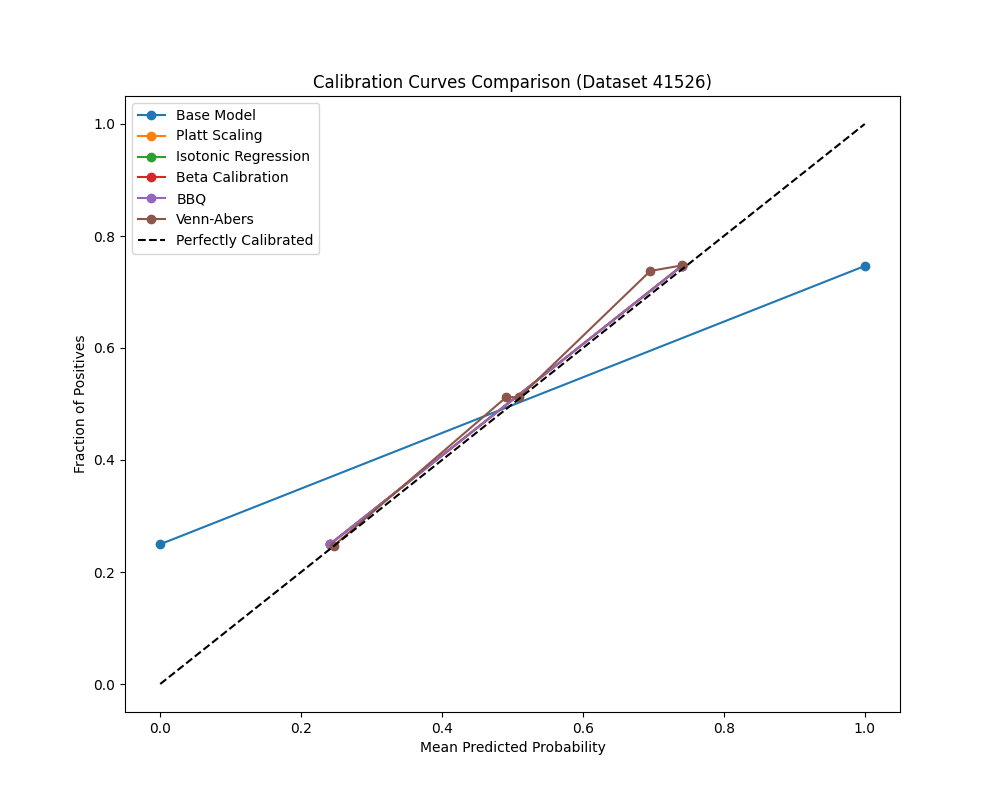 Calibration Curves Comparison (Dataset 41526)
Base Model
Platt Scaling
Isotonic Regression
Beta Calibration
BBQ
Venn-Abers
Perfectly Calibrated
Fraction of Positives
1.0
0.8
0.6
0.4
0.2
0.0
0.0 0.2 0.4 0.6 0.8 1.0
Mean Predicted Probability